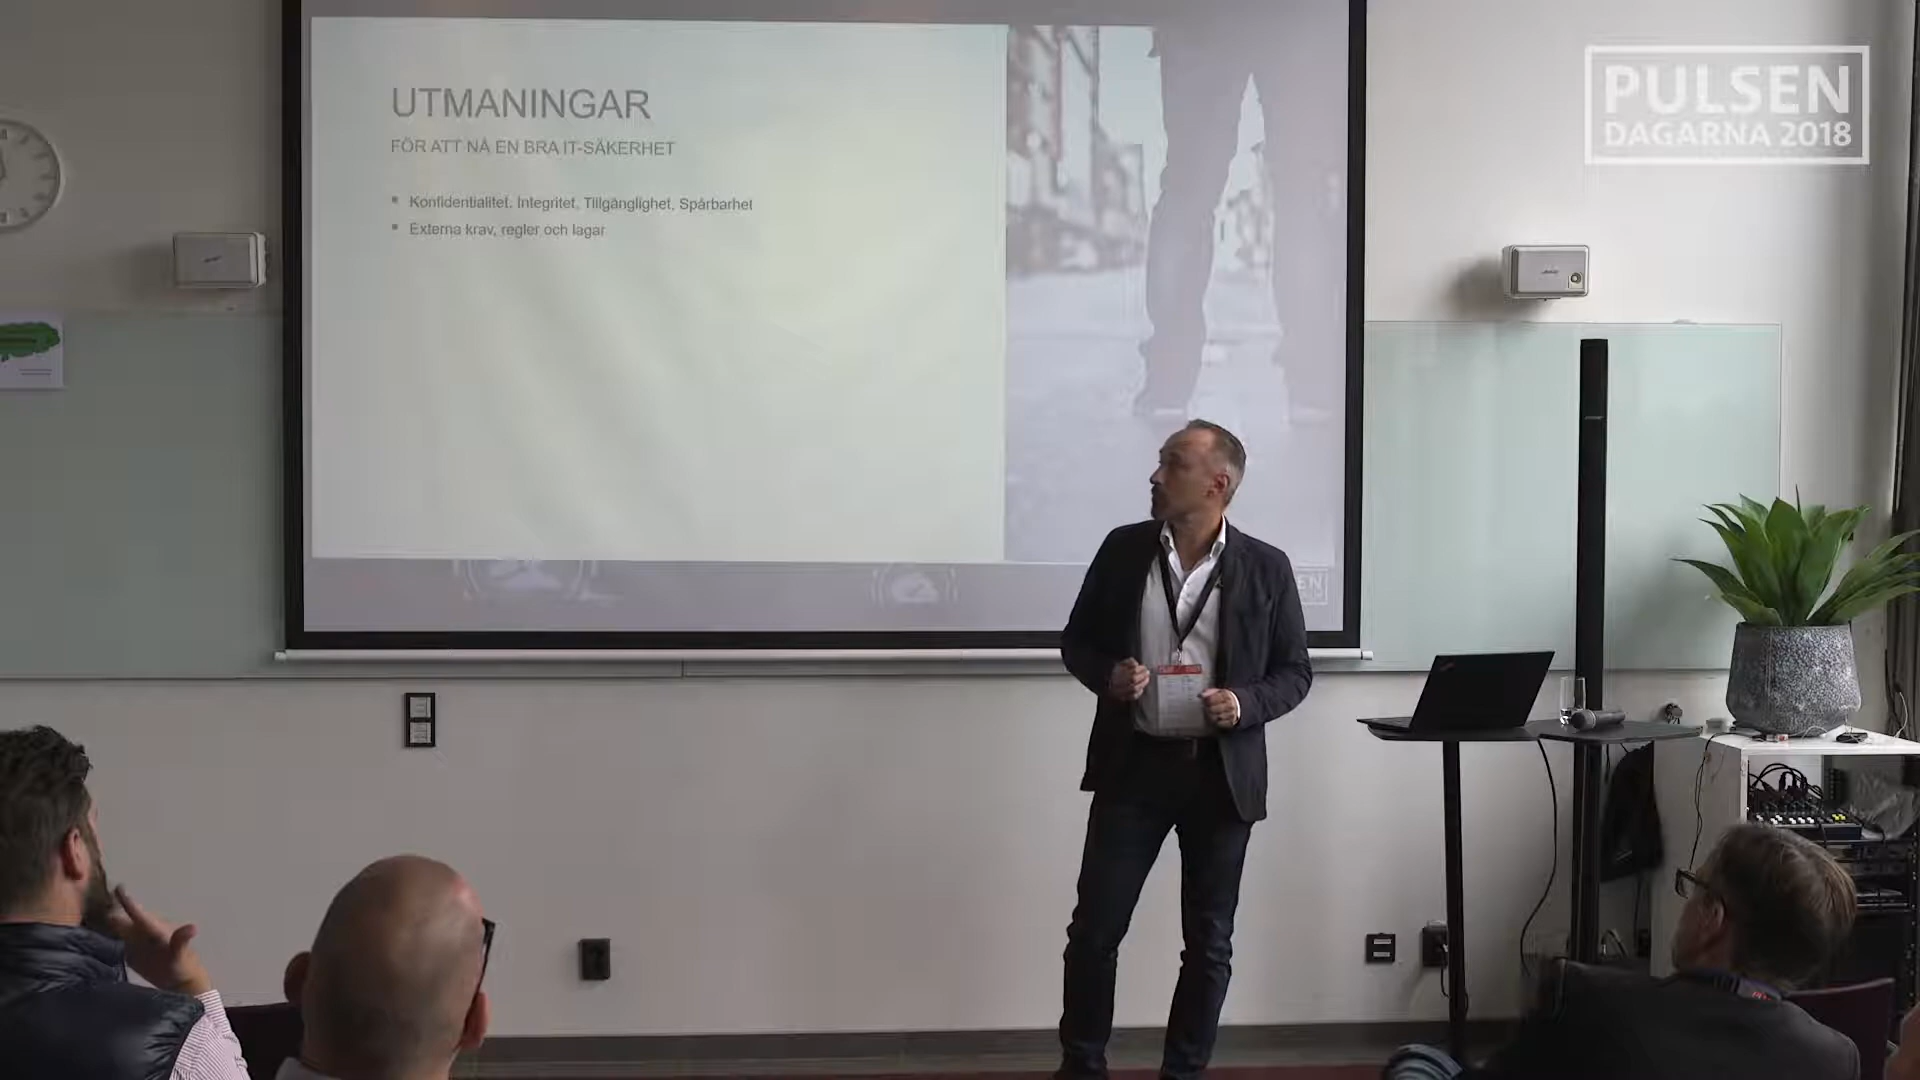 UTMANINGAR
FÖR ATT NÅ EN BRA IT-SÄKERHET
Konfidentialitet, Integritet, Tillgänglighet, Spårbarhet
Externa krav, regler och lagar
PULSEN
DAGARNA 2018